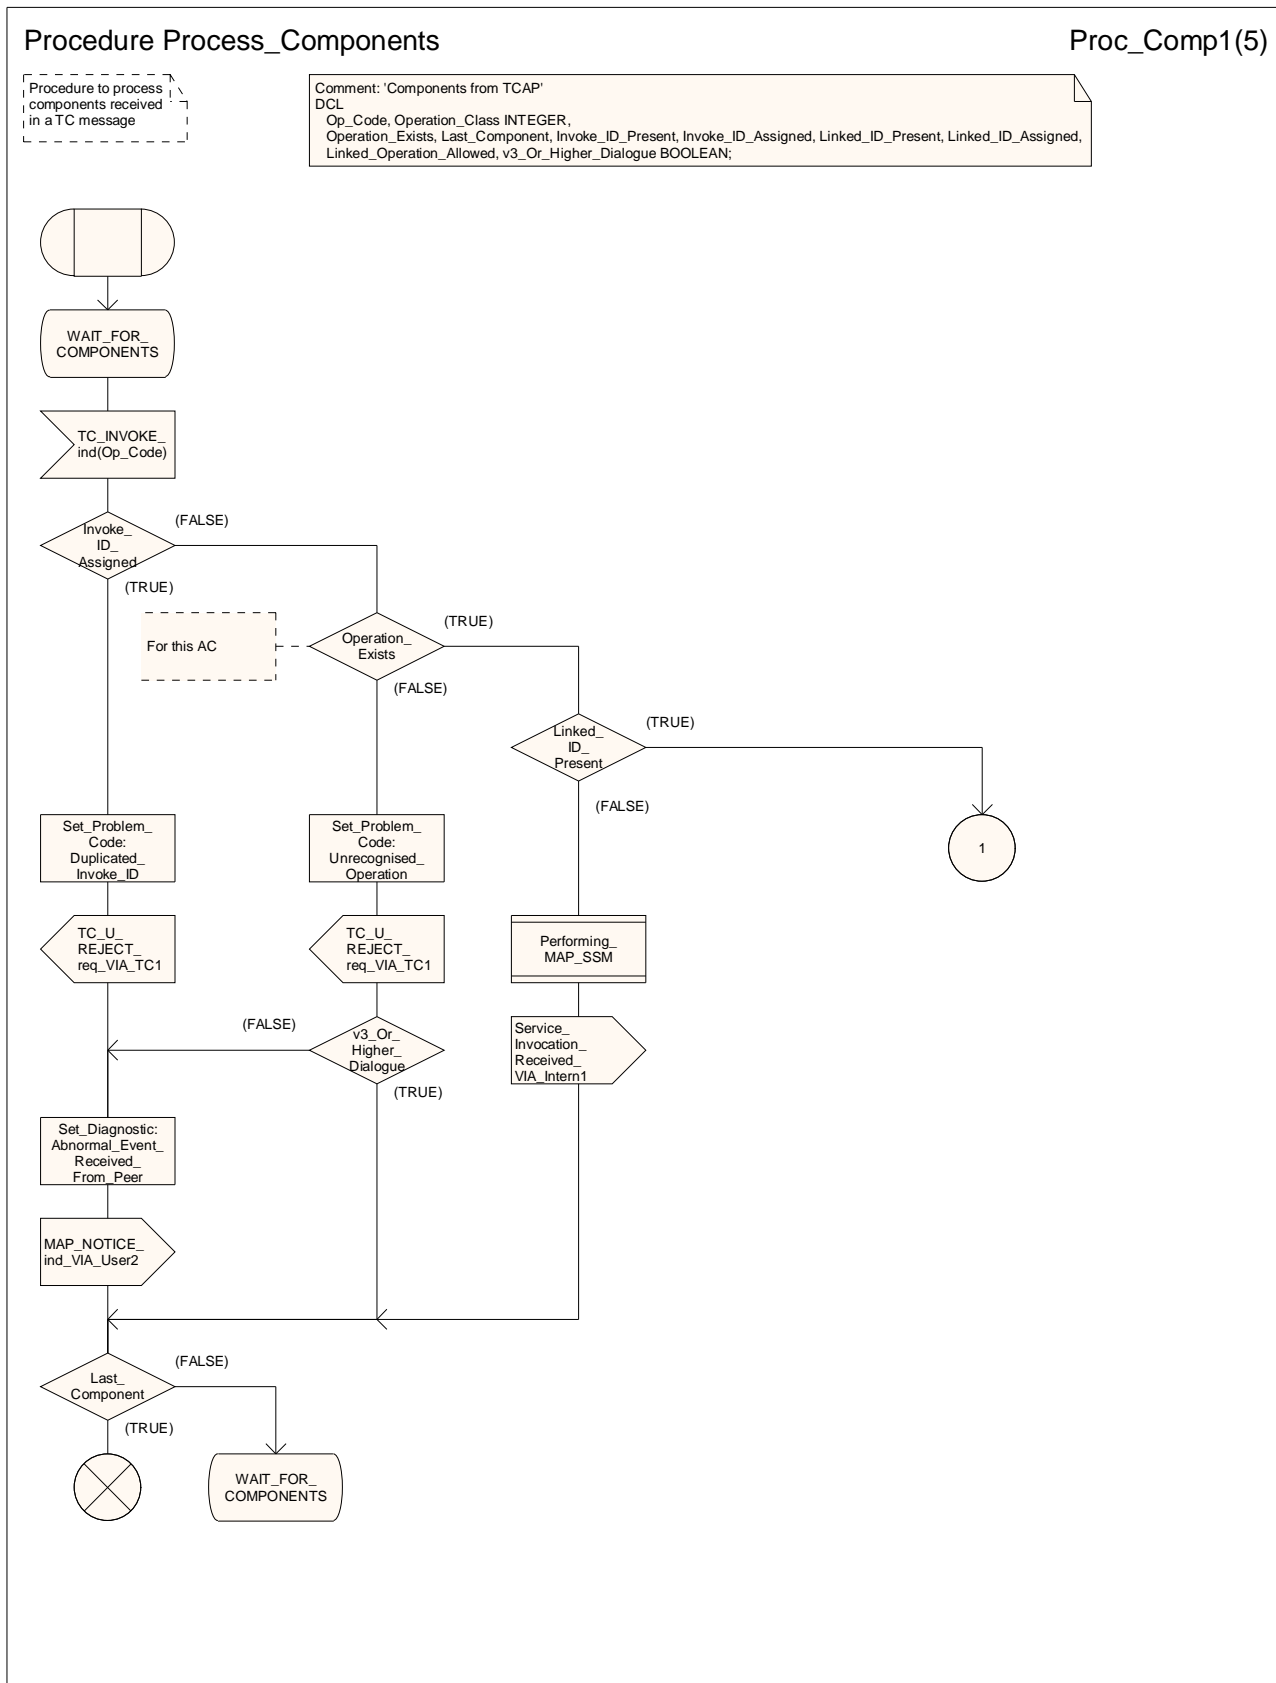 Procedure Process_Components
Proc_Comp1(5)
Procedure to process
components received
in a TC message
Comment: 'Components from TCAP'
DCL
Op_Code, Operation_Class INTEGER,
Operation_Exists, Last_Component, Invoke_ID_Present, Invoke_ID_Assigned, Linked_ID_Present, Linked_ID_Assigned,
Linked_Operation_Allowed, v3_Or_Higher_Dialogue BOOLEAN;
WAIT_FOR_
COMPONENTS
TC_INVOKE_
ind(Op_Code)
Invoke_
ID_
Assigned
(FALSE)
(TRUE)
For this AC
Operation_
Exists
(TRUE)
(FALSE)
Linked_
ID_
Present
(TRUE)
(FALSE)
Set_Problem_
Code:
Duplicated_
Invoke_ID
Set_Problem_
Code:
Unrecognised_
Operation
1
TC_U_
REJECT_
req_VIA_TC1
TC_U_
REJECT_
req_VIA_TC1
Performing_
MAP_SSM
(FALSE)
v3_Or_
Higher_
Dialogue
(TRUE)
Service_
Invocation_
Received_
VIA_Intern1
Set_Diagnostic:
Abnormal_Event_
Received_
From_Peer
MAP_NOTICE_
ind_VIA_User2
Last_
Component
(FALSE)
(TRUE)
WAIT_FOR_
COMPONENTS